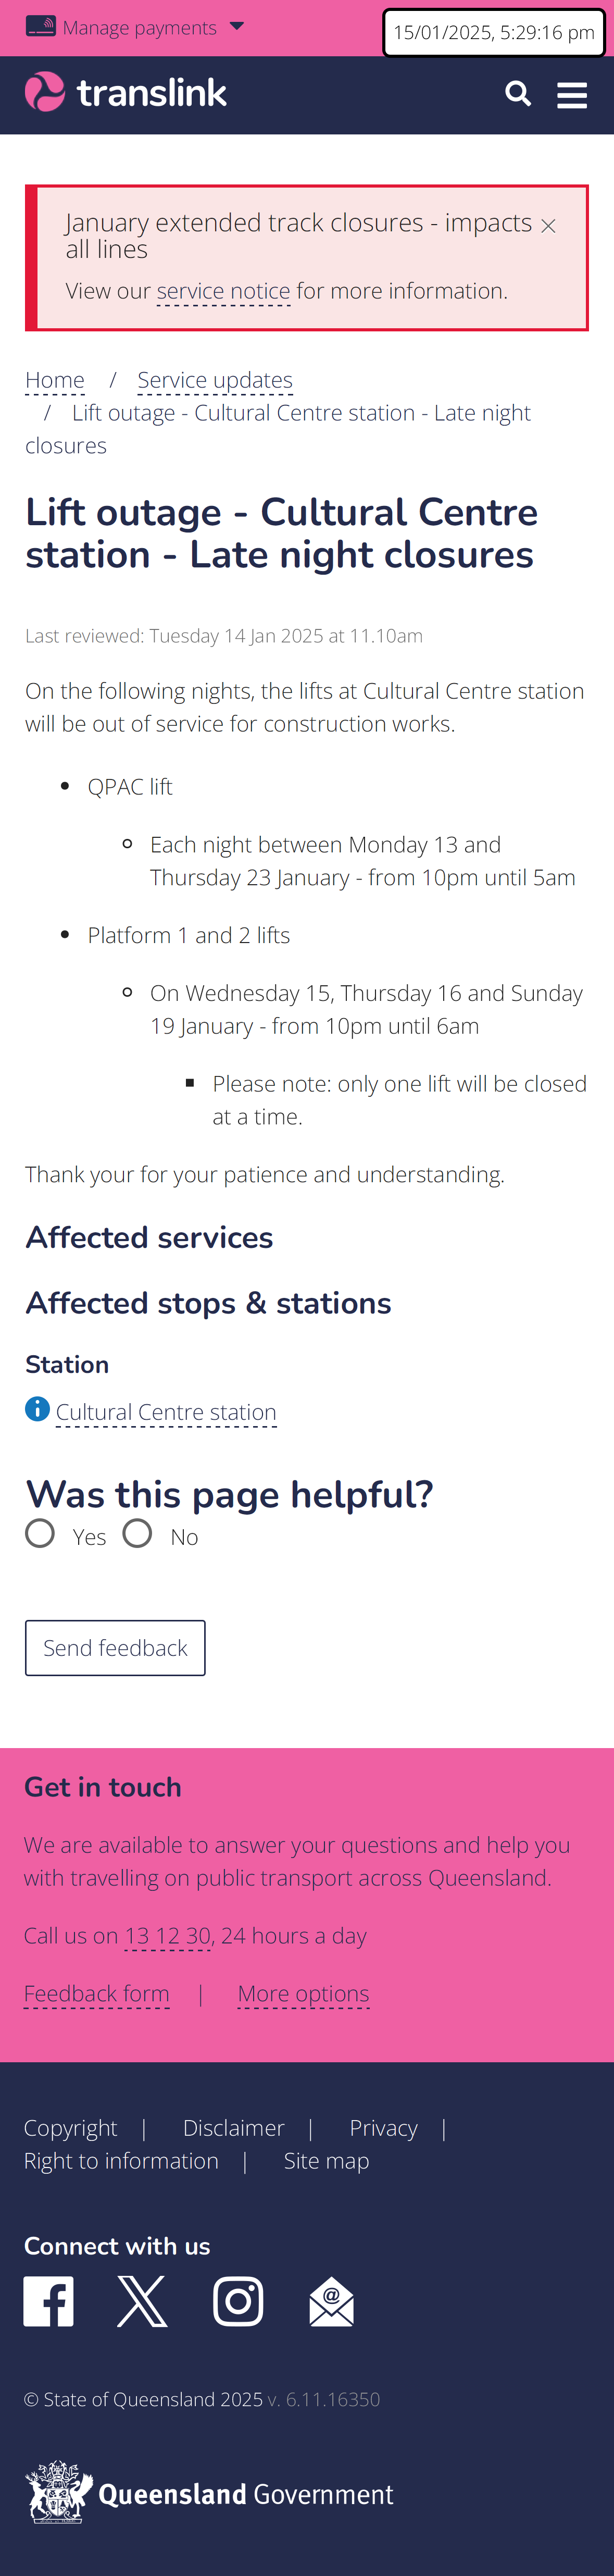 Manage payments
15/01/2025, 5:29:16 pm
translink
January extended track closures - impacts
all lines
View our service notice for more information.
Home / Service updates
/ Lift outage - Cultural Centre station - Late night
closures
Lift outage - Cultural Centre
station - Late night closures
Last reviewed: Tuesday 14 Jan 2025 at 11.10am
On the following nights, the lifts at Cultural Centre station
will be out of service for construction works.
QPAC lift
Each night between Monday 13 and
Thursday 23 January - from 10pm until 5am
Platform 1 and 2 lifts
On Wednesday 15, Thursday 16 and Sunday
19 January - from 10pm until 6am
Please note: only one lift will be closed
at a time.
Thank your for your patience and understanding.
Affected services
Affected stops & stations
Station
Cultural Centre station
Was this page helpful?
Yes No
Send feedback
Get in touch
We are available to answer your questions and help you
with travelling on public transport across Queensland.
Call us on 13 12 30, 24 hours a day
Feedback form | More options
Copyright | Disclaimer | Privacy |
Right to information | Site map
Connect with us
© State of Queensland 2025 v. 6.11.16350
Queensland Government